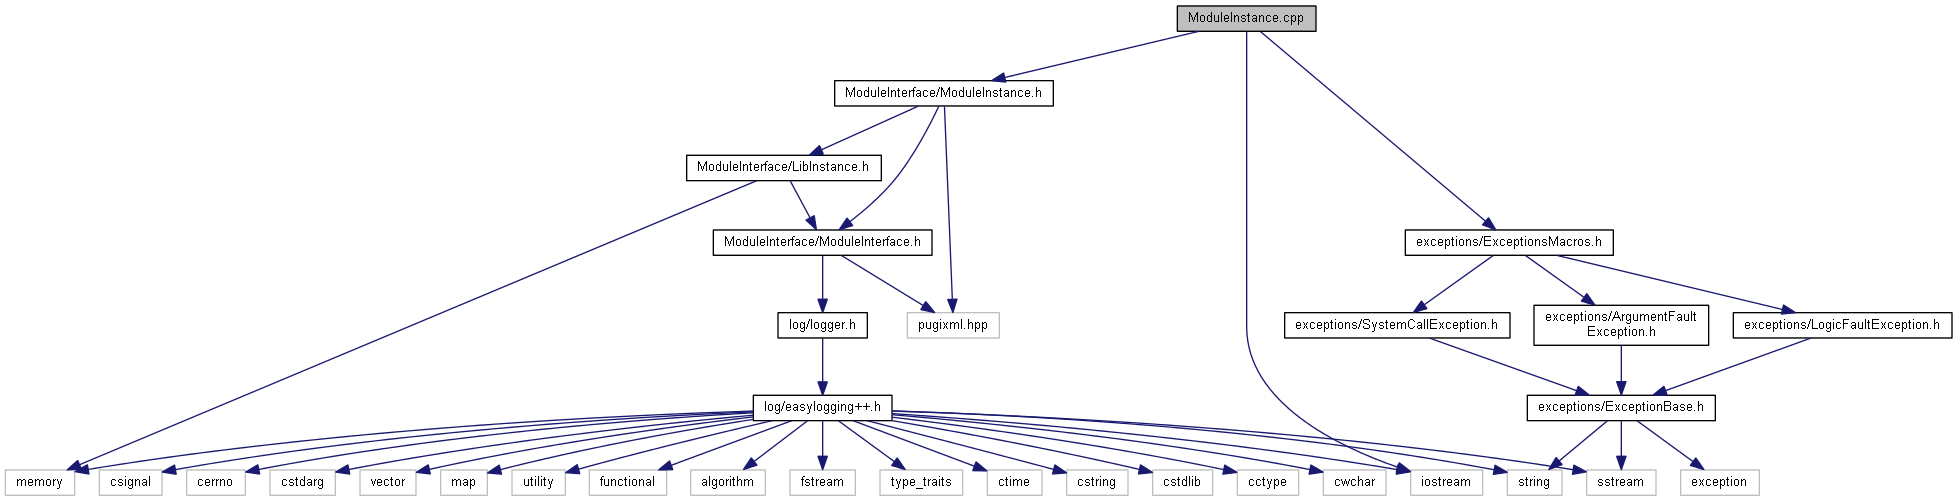 ModuleInstance.cpp
ModuleInterface/ModuleInstance.h
ModuleInterface/LibInstance.h
ModuleInterface/ModuleInterface.h
exceptions/ExceptionsMacros.h
log/logger.h
pugixml.hpp
exceptions/SystemCallException.h
exceptions/ArgumentFault
Exception.h
exceptions/LogicFaultException.h
log/easylogging++.h
exceptions/ExceptionBase.h
memory
csignal
cerrno
cstdarg
vector
map
utility
functional
algorithm
fstream
type_traits
ctime
cstring
cstdlib
cctype
cwchar
iostream
string
sstream
exception